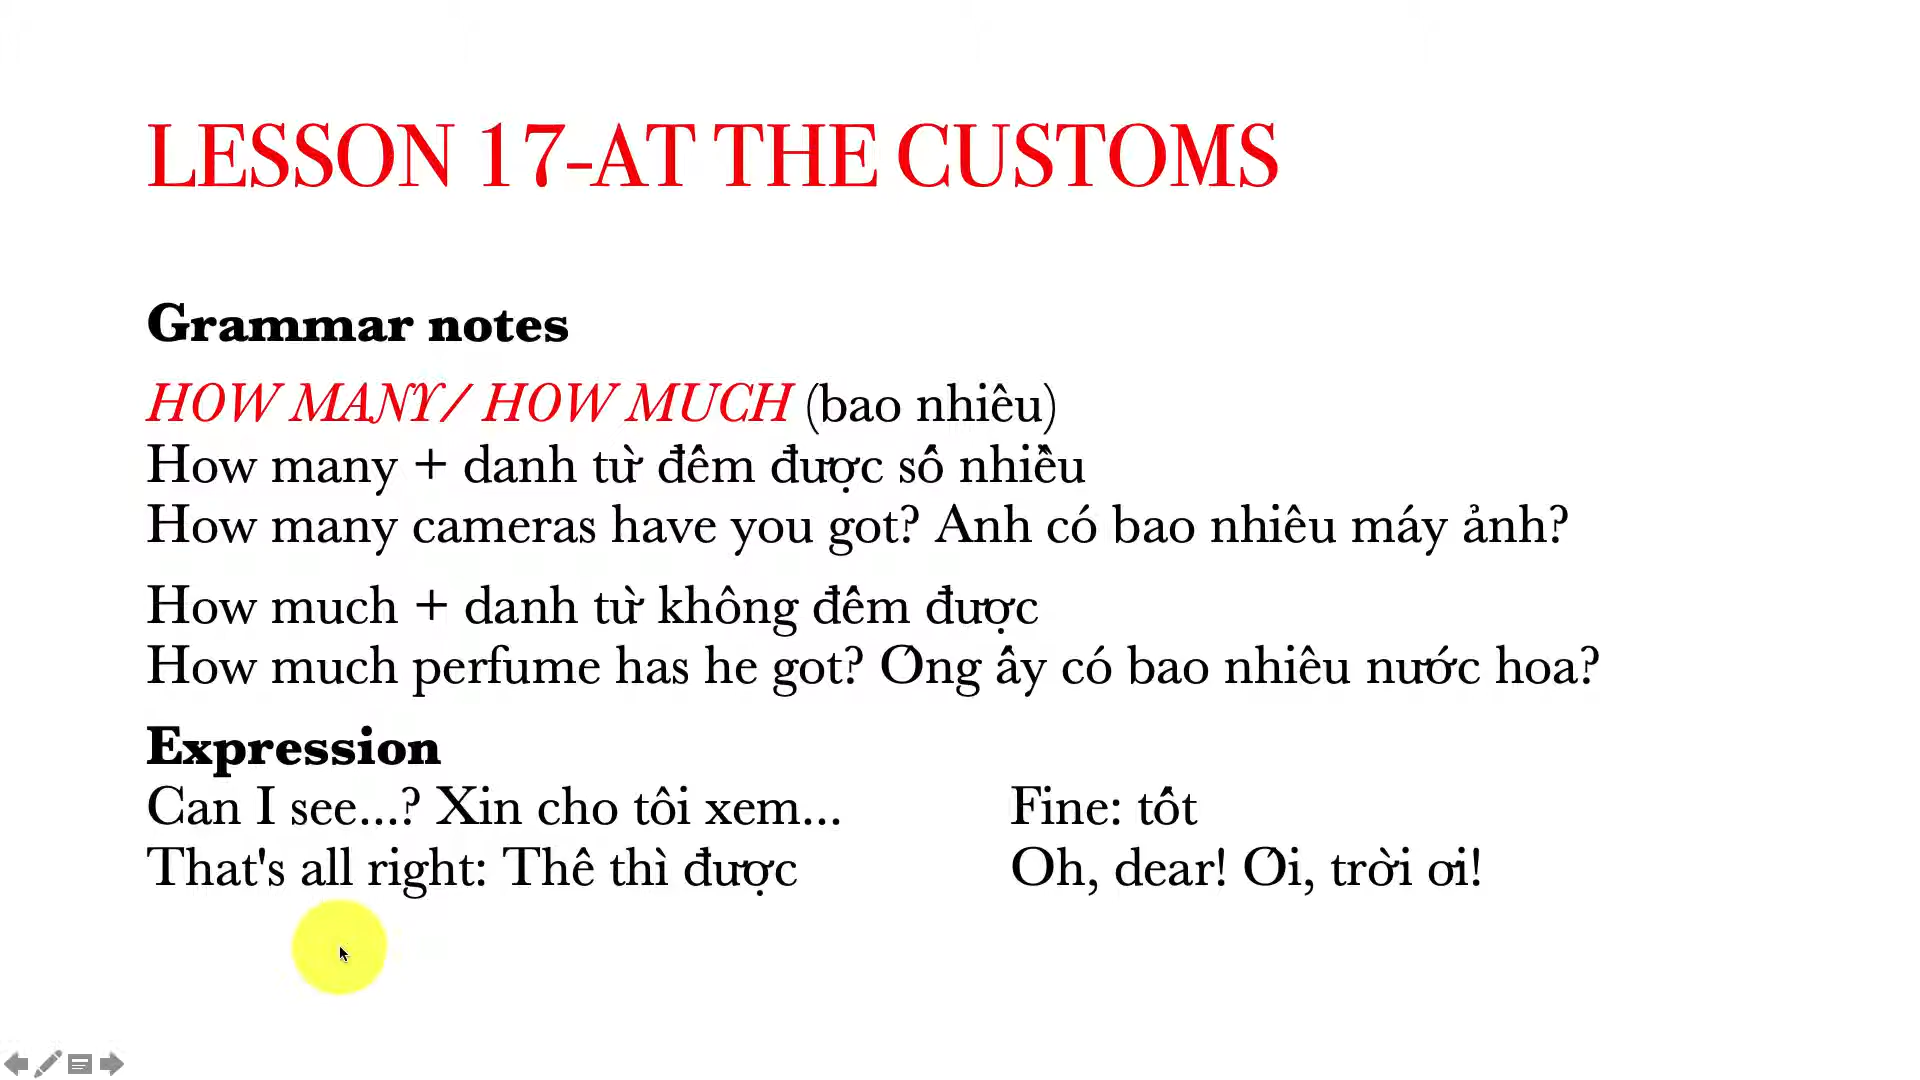 LESSON 17-AT THE CUSTOMS
Grammar notes
HOW MANY/ HOW MUCH (bao nhiêu)
How many + danh từ đếm được số nhiều
How many cameras have you got? Anh có bao nhiêu máy ảnh?
How much + danh từ không đếm được
How much perfume has he got? Ông ấy có bao nhiêu nước hoa?
Expression
Can I see...? Xin cho tôi xem...
Fine: tốt
That's all right: Thế thì được
Oh, dear! Ối, trời ơi!